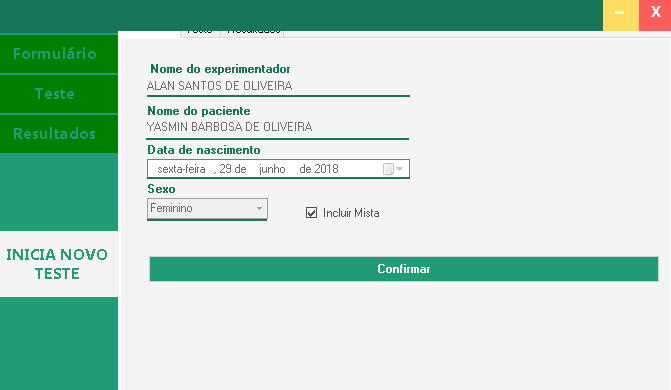 X
Teste Resultados
Formulário
Teste
Resultados
INICIA NOVO
TESTE
Nome do experimentador
ALAN SANTOS DE OLIVEIRA
Nome do paciente
YASMIN BARBOSA DE OLIVEIRA
Data de nascimento
sexta-feira , 29 de junho de 2018
Sexo
Feminino
Incluir Mista
Confirmar